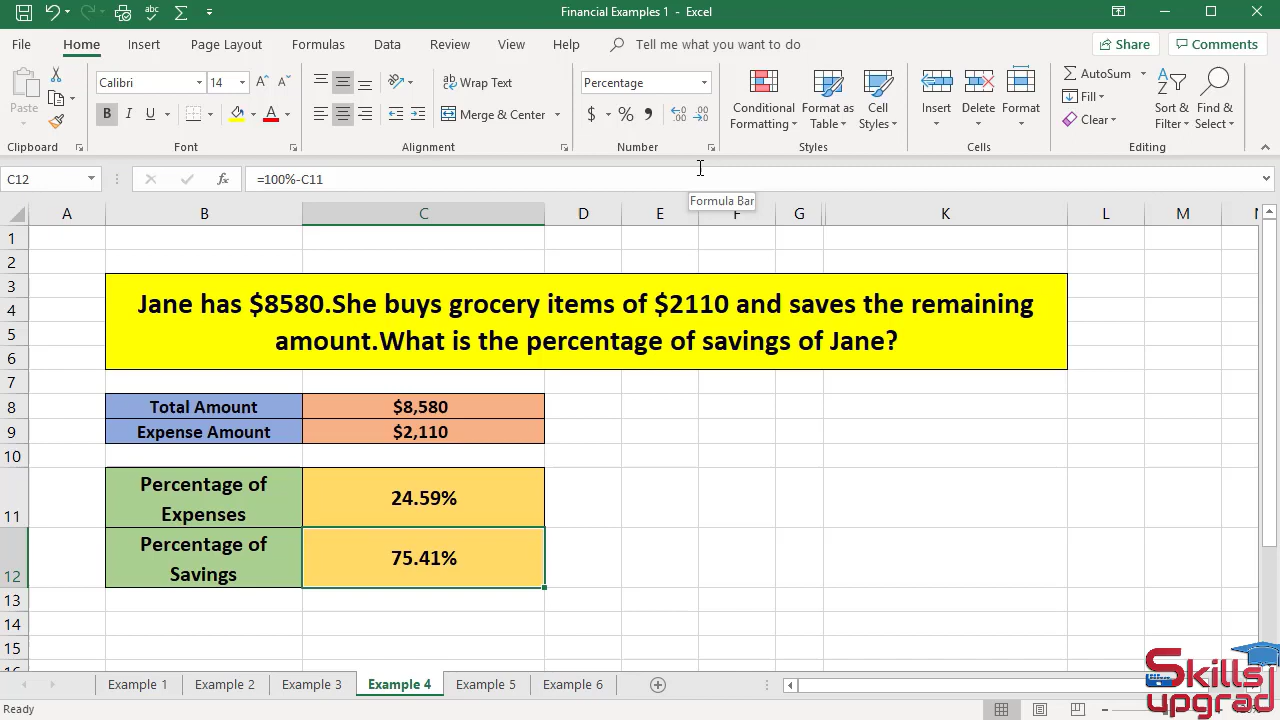 Financial Examples 1 - Excel
File Home Insert Page Layout Formulas Data Review View Help Tell me what you want to do Share Comments
Calibri 14 Wrap Text Percentage AutoSum
Paste Conditional Format as Cell Insert Delete Format Fill Sort & Find &
B I U A Merge & Center $ % Formatting Table Styles Clear Filter Select
Clipboard Font Alignment Number Styles Cells Editing
C12 fx =100%-C11
Formula Bar
A B C D E F G K L M N
1
2
3
Jane has $8580.She buys grocery items of $2110 and saves the remaining
4
5
amount.What is the percentage of savings of Jane?
6
7
8 Total Amount $8,580
9 Expense Amount $2,110
10
Percentage of
24.59%
11 Expenses
Percentage of
75.41%
12 Savings
13
14
15
16
Example 1 Example 2 Example 3 Example 4 Example 5 Example 6
Ready
Skills
upgrad